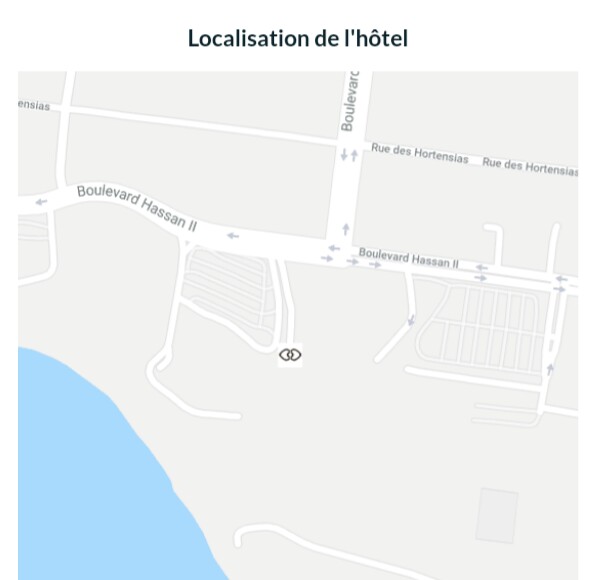 Localisation de l'hôtel
ensias
Boulevard
Rue des Hortensias
Rue des Hortensias
Boulevard Hassan II
Boulevard Hassan II